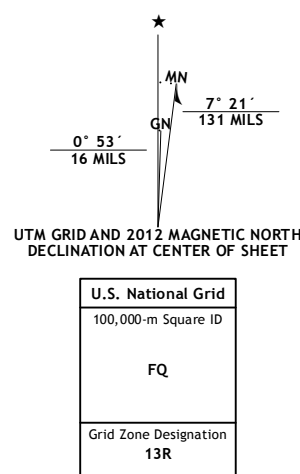 MN
7° 21´
131 MILS
GN
0° 53´
16 MILS
UTM GRID AND 2012 MAGNETIC NORTH
DECLINATION AT CENTER OF SHEET
U.S. National Grid
100,000-m Square ID
FQ
Grid Zone Designation
13R